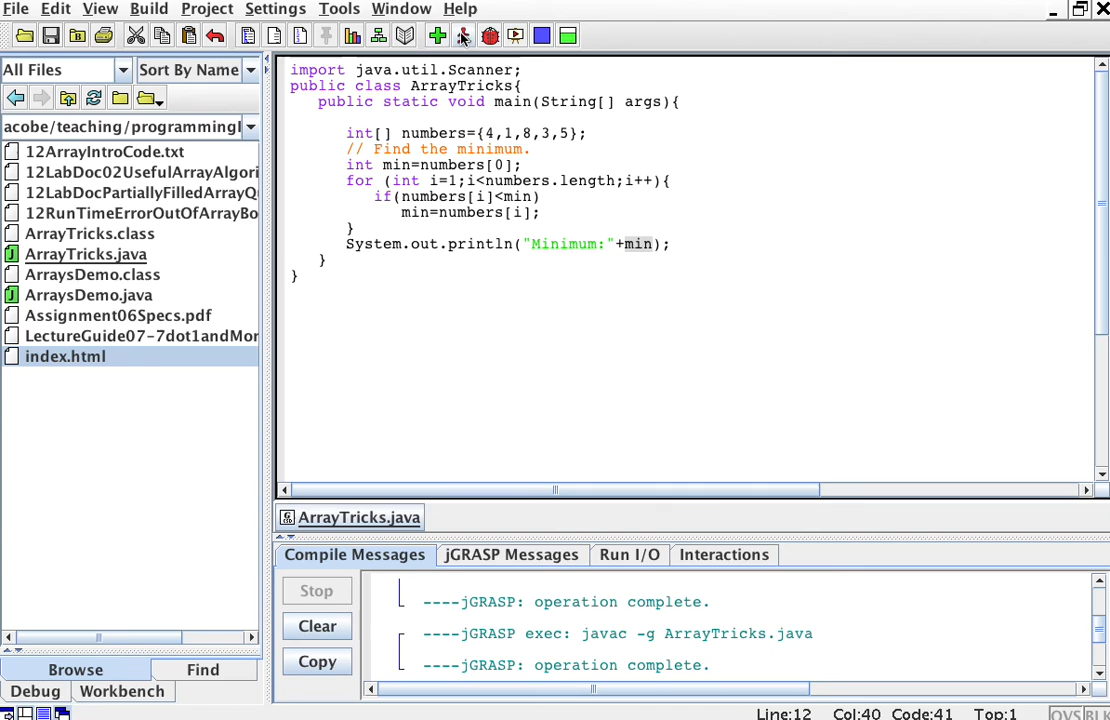 File Edit View Build Project Settings Tools Window Help
All Files Sort By Name
acobe/teaching/programmingI
12ArrayIntroCode.txt
12LabDoc02UsefulArrayAlgori
12LabDocPartiallyFilledArrayQ
12RunTimeErrorOutOfArrayBo
ArrayTricks.class
ArrayTricks.java
ArraysDemo.class
ArraysDemo.java
Assignment06Specs.pdf
LectureGuide07-7dot1andMor
index.html
Browse Find
Debug Workbench
import java.util.Scanner;
public class ArrayTricks{
public static void main(String[] args){
int[] numbers={4,1,8,3,5};
// Find the minimum.
int min=numbers[0];
for (int i=1;i<numbers.length;i++){
if(numbers[i]<min)
min=numbers[i];
}
System.out.println("Minimum:"+min);
}
}
ArrayTricks.java
Compile Messages jGRASP Messages Run I/O Interactions
Stop
Clear
Copy
----jGRASP: operation complete.
----jGRASP exec: javac -g ArrayTricks.java
----jGRASP: operation complete.
Line:12 Col:40 Code:41 Top:1 OVS BLK